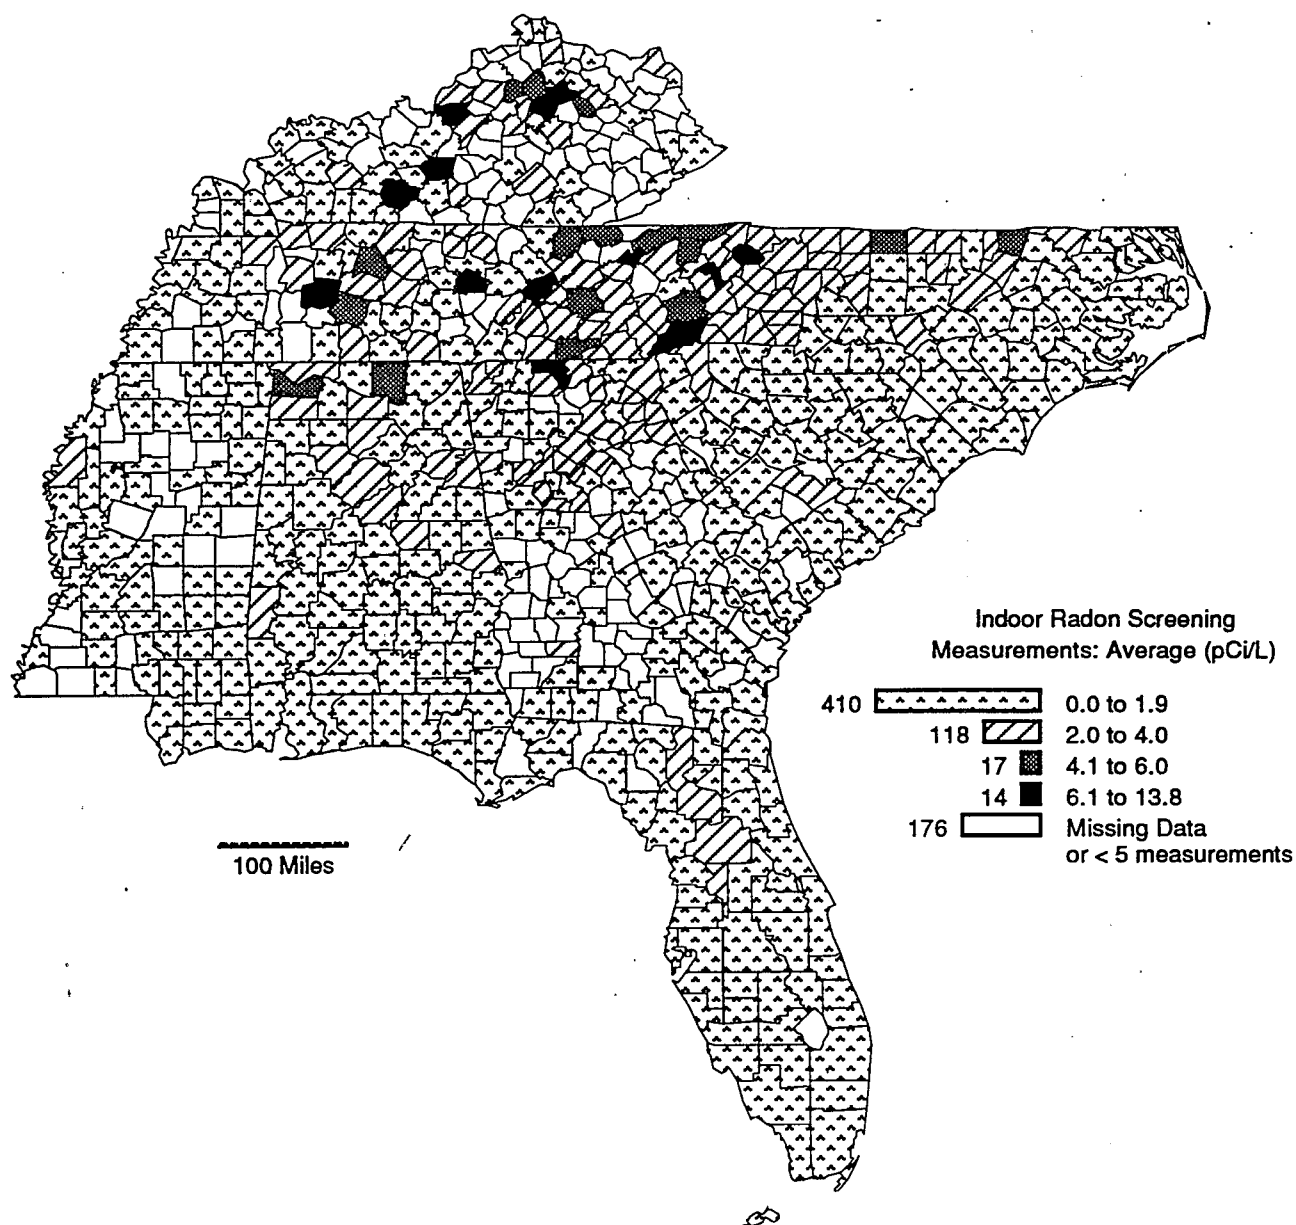 Indoor Radon Screening
Measurements: Average (pCi/L)
410 0.0 to 1.9
118 2.0 to 4.0
17 4.1 to 6.0
14 6.1 to 13.8
176 Missing Data
or < 5 measurements
100 Miles